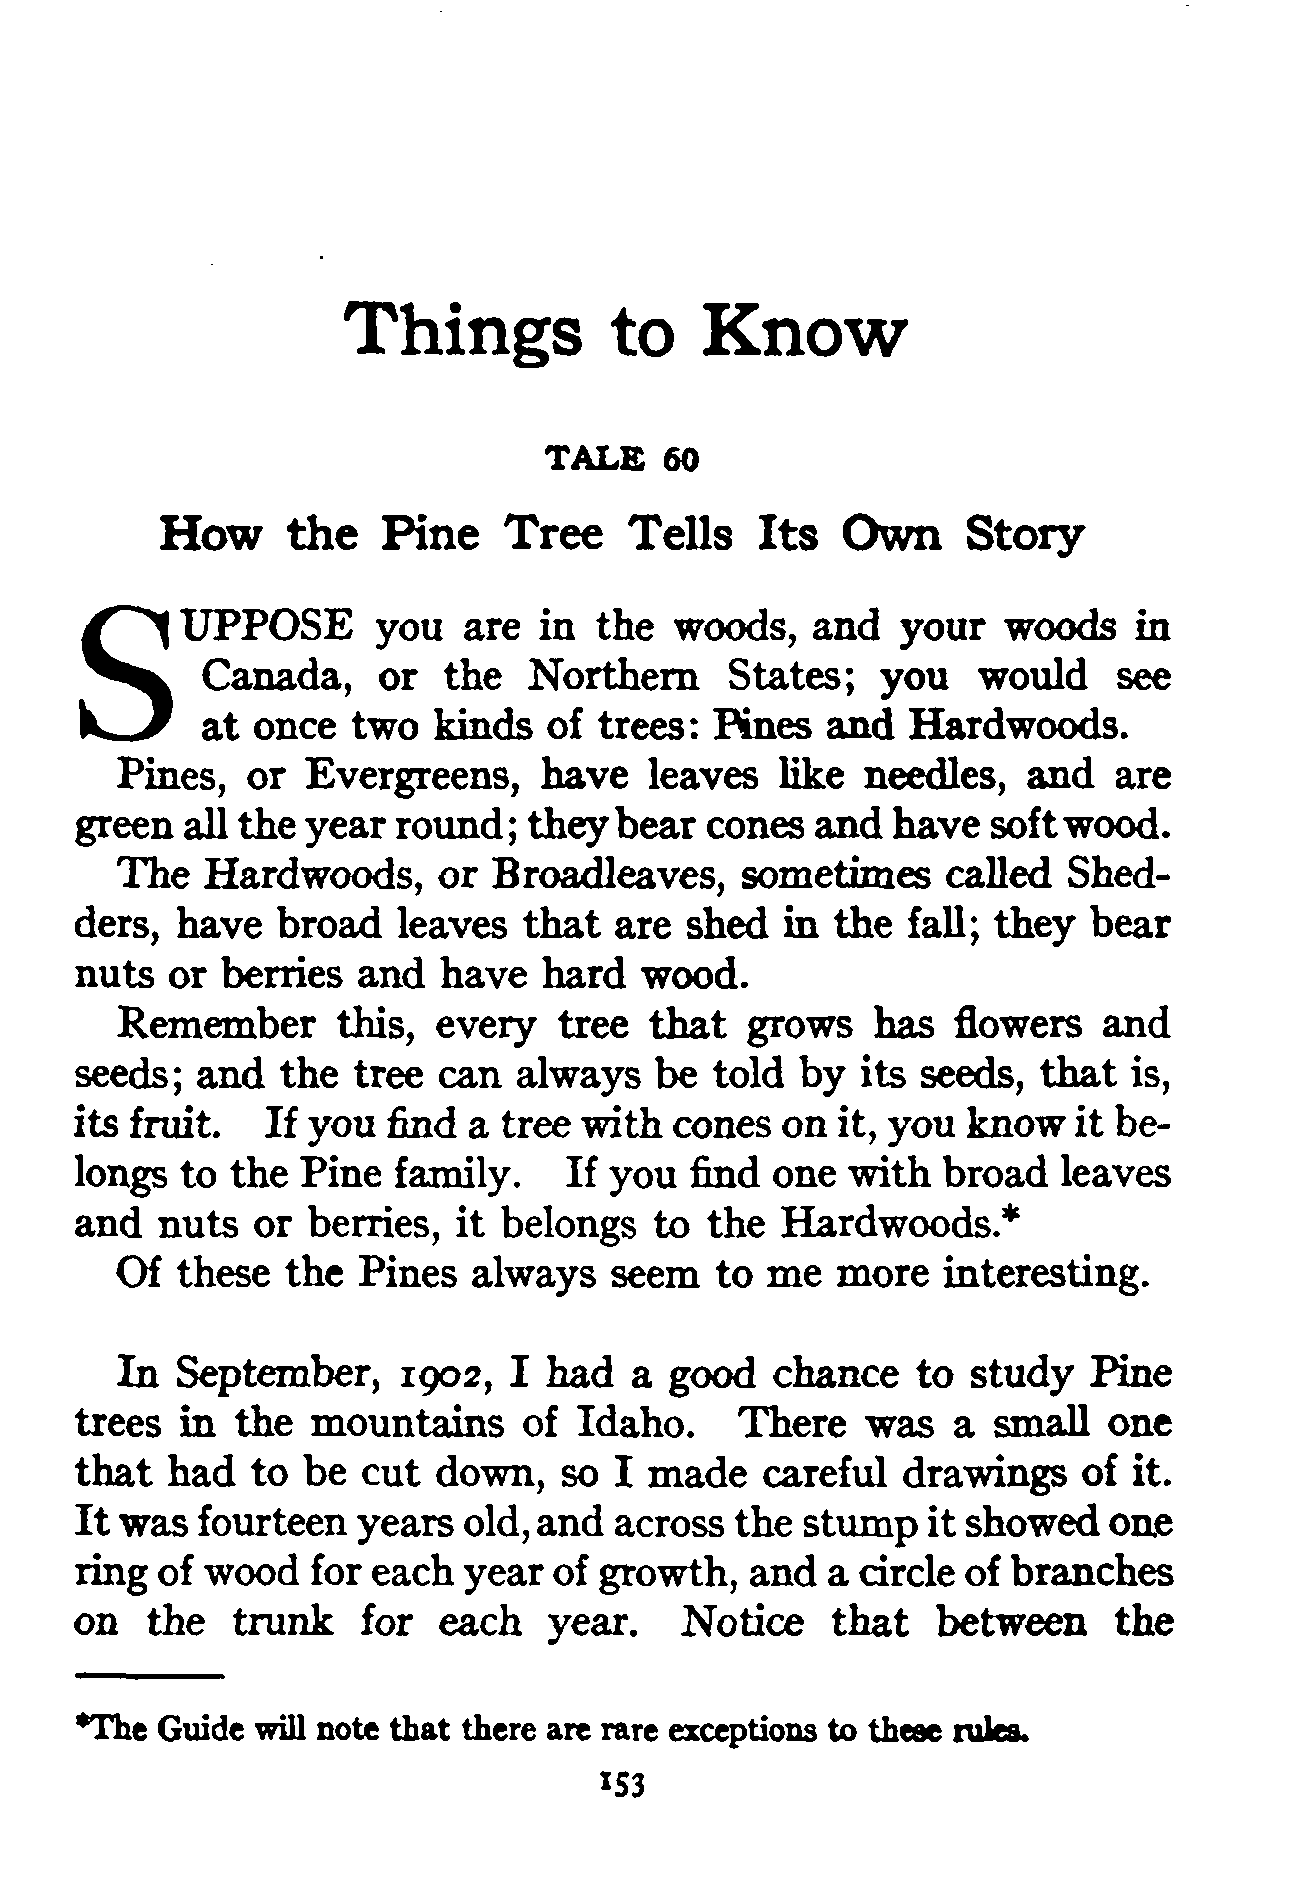 Things to Know
TALE 60
How the Pine Tree Tells Its Own Story
SUPPOSE you are in the woods, and your woods in
Canada, or the Northern States; you would see
at once two kinds of trees: Pines and Hardwoods.
Pines, or Evergreens, have leaves like needles, and are
green all the year round; they bear cones and have soft wood.
The Hardwoods, or Broadleaves, sometimes called Shed-
ders, have broad leaves that are shed in the fall; they bear
nuts or berries and have hard wood.
Remember this, every tree that grows has flowers and
seeds; and the tree can always be told by its seeds, that is,
its fruit. If you find a tree with cones on it, you know it be-
longs to the Pine family. If you find one with broad leaves
and nuts or berries, it belongs to the Hardwoods.*
Of these the Pines always seem to me more interesting.
In September, 1902, I had a good chance to study Pine
trees in the mountains of Idaho. There was a small one
that had to be cut down, so I made careful drawings of it.
It was fourteen years old, and across the stump it showed one
ring of wood for each year of growth, and a circle of branches
on the trunk for each year. Notice that between the
*The Guide will note that there are rare exceptions to these rules.
153